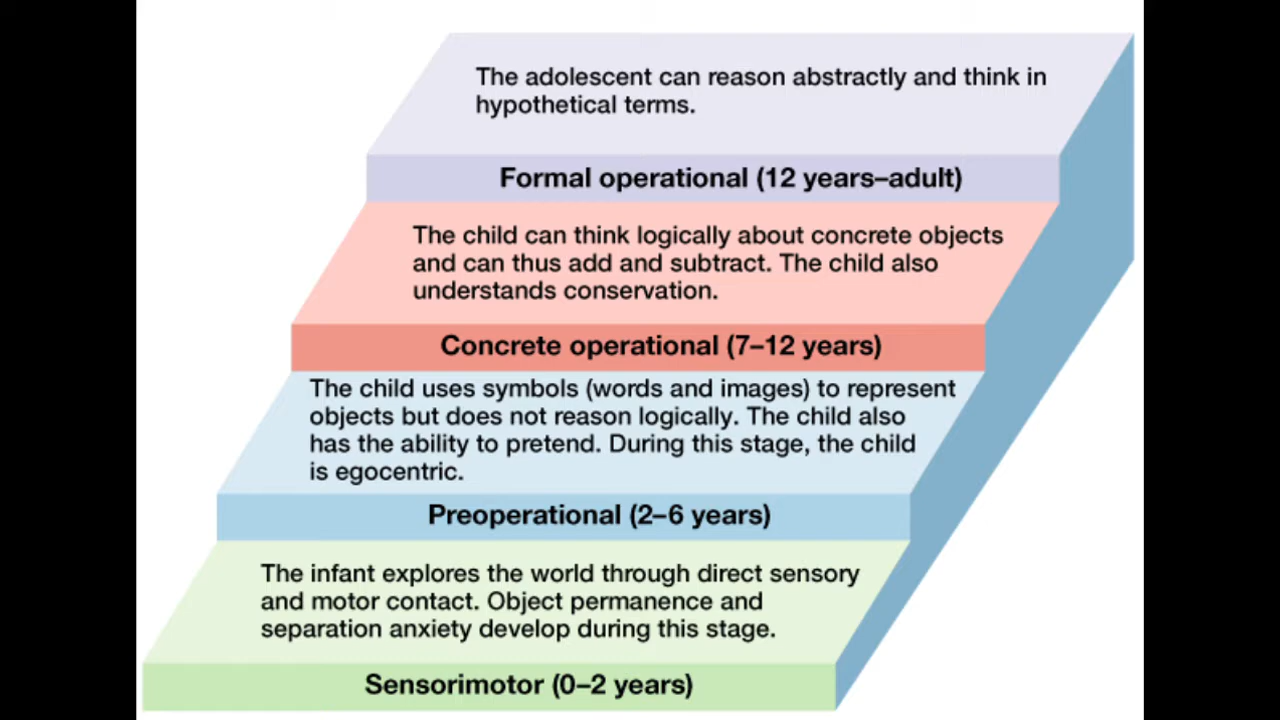 The adolescent can reason abstractly and think in
hypothetical terms.
Formal operational (12 years–adult)
The child can think logically about concrete objects
and can thus add and subtract. The child also
understands conservation.
Concrete operational (7–12 years)
The child uses symbols (words and images) to represent
objects but does not reason logically. The child also
has the ability to pretend. During this stage, the child
is egocentric.
Preoperational (2–6 years)
The infant explores the world through direct sensory
and motor contact. Object permanence and
separation anxiety develop during this stage.
Sensorimotor (0–2 years)